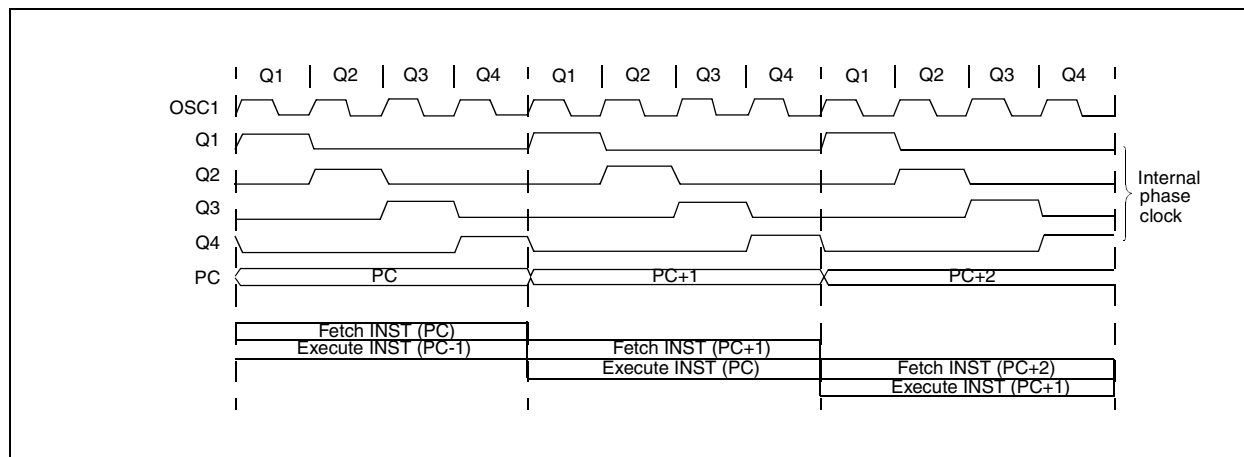 Q1 Q2 Q3 Q4 Q1 Q2 Q3 Q4 Q1 Q2 Q3 Q4
OSC1
Q1
Q2
Q3
Q4
Internal
phase
clock
PC PC PC+1 PC+2
Fetch INST (PC)
Execute INST (PC-1) Fetch INST (PC+1)
Execute INST (PC) Fetch INST (PC+2)
Execute INST (PC+1)